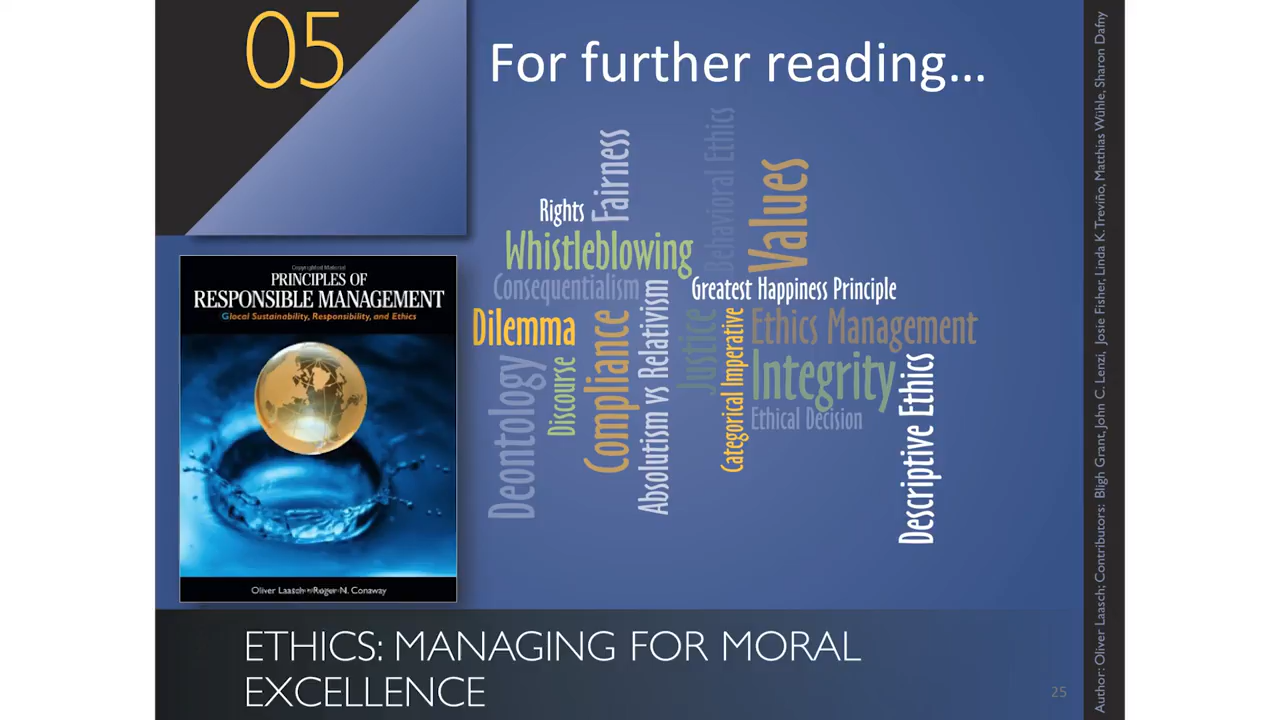 05
For further reading...
Behavioral Ethics
Fairness
Values
Rights
Whistleblowing
Consequentialism
Greatest Happiness Principle
Dilemma
Compliance
Absolutism vs Relativism
Justice
Categorical Imperative
Ethics Management
Deontology
Discourse
Integrity
Ethical Decision
Descriptive Ethics
Copyrighted Material
PRINCIPLES OF
RESPONSIBLE MANAGEMENT
Glocal Sustainability, Responsibility, and Ethics
Oliver Laasch • Roger N. Conaway
ETHICS: MANAGING FOR MORAL
EXCELLENCE
25
Author: Oliver Laasch; Contributors: Bligh Grant, John C. Lenzi, Josie Fisher, Linda K. Treviño, Matthias Wühle, Sharon Dafny